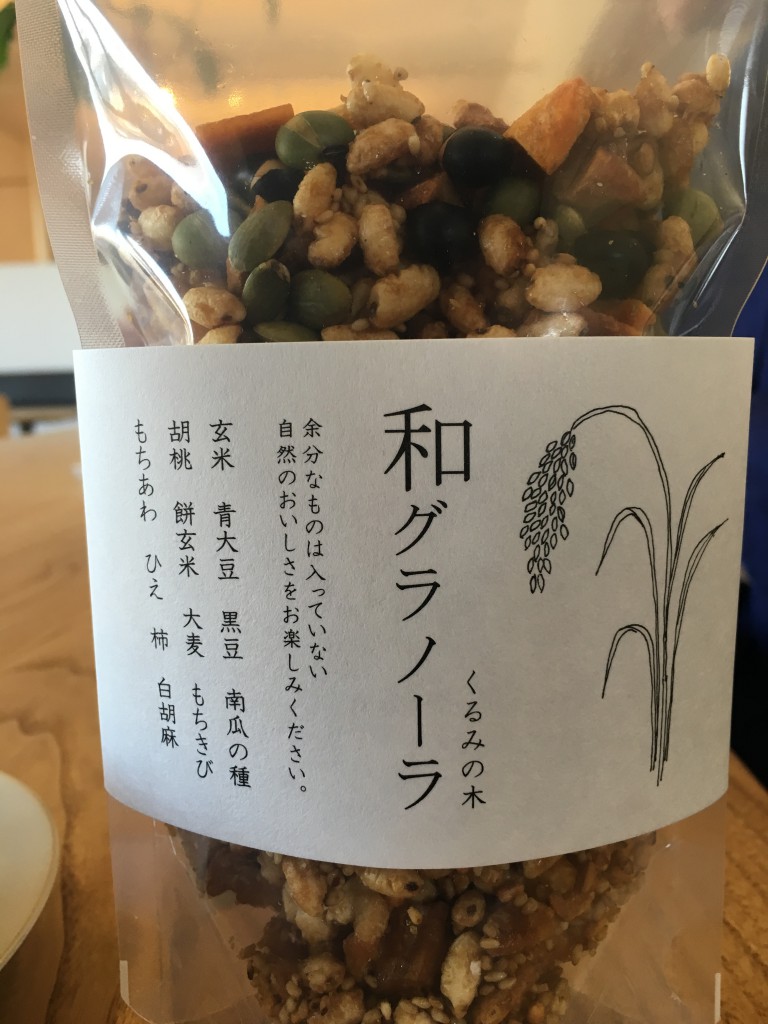 くるみの木
和グラノーラ
余分なものは入っていない
自然のおいしさをお楽しみください。
玄米 青大豆 黒豆 南瓜の種
胡桃 餅玄米 大麦 もちきび
もちあわ ひえ 柿 白胡麻